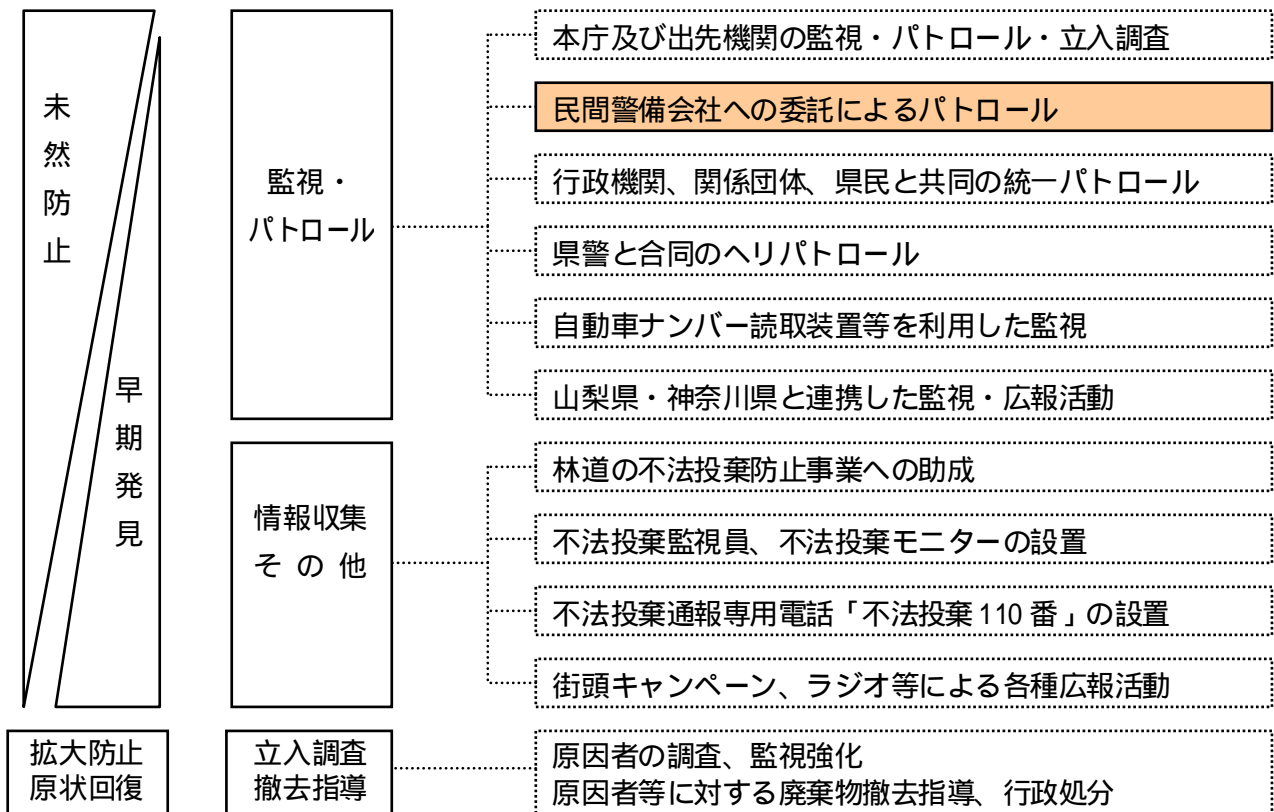 未然防止
早期発見
監視・
パトロール
本庁及び出先機関の監視・パトロール・立入調査
民間警備会社への委託によるパトロール
行政機関、関係団体、県民と共同の統一パトロール
県警と合同のヘリパトロール
自動車ナンバー読取装置等を利用した監視
山梨県・神奈川県と連携した監視・広報活動
情報収集
その他
林道の不法投棄防止事業への助成
不法投棄監視員、不法投棄モニターの設置
不法投棄通報専用電話「不法投棄110番」の設置
街頭キャンペーン、ラジオ等による各種広報活動
拡大防止
原状回復
立入調査
撤去指導
原因者の調査、監視強化
原因者等に対する廃棄物撤去指導、行政処分